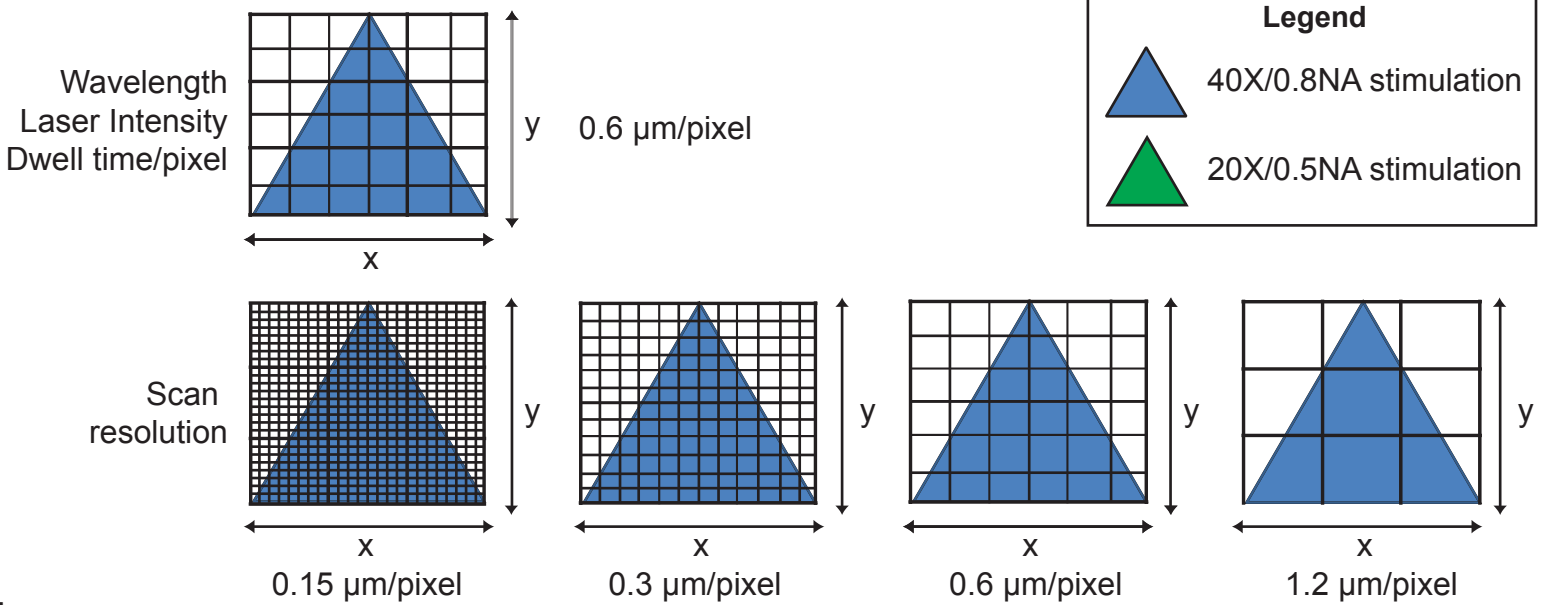 Legend
40X/0.8NA stimulation
20X/0.5NA stimulation
Wavelength
Laser Intensity
Dwell time/pixel
y
0.6 µm/pixel
x
Scan
resolution
y
y
y
y
x
x
x
x
0.15 µm/pixel
0.3 µm/pixel
0.6 µm/pixel
1.2 µm/pixel